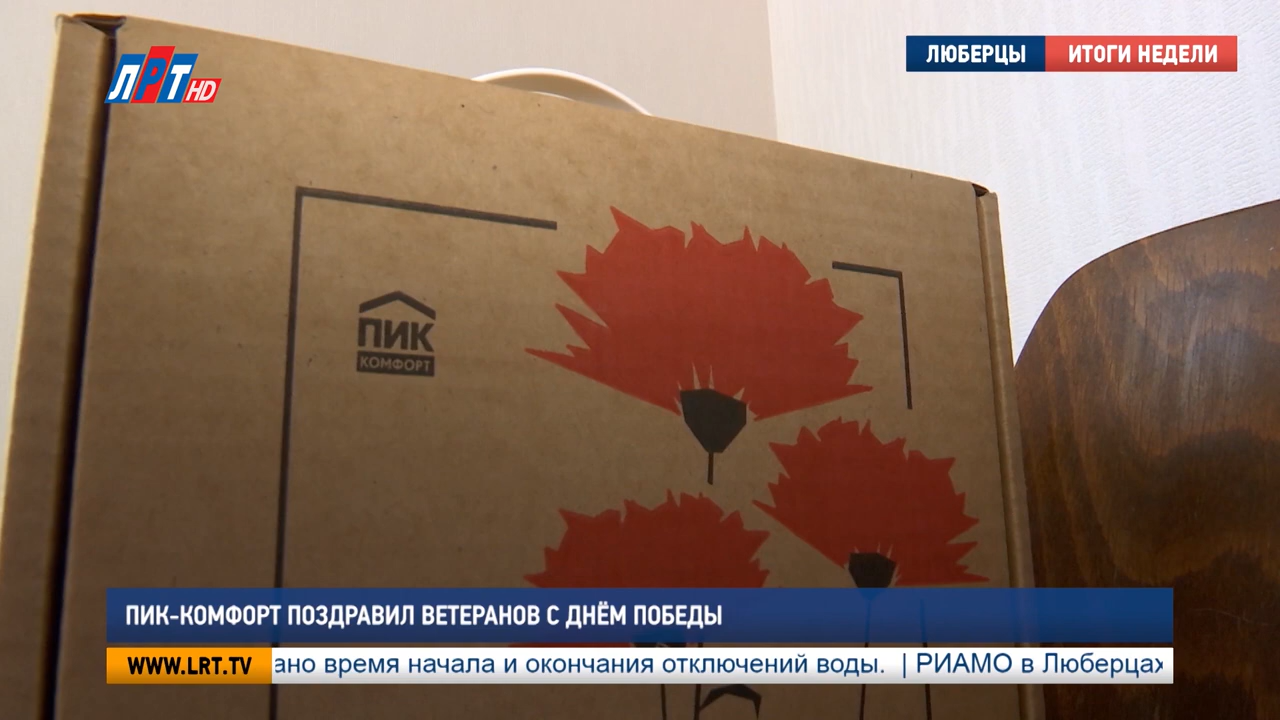 ЛРТ HD
ЛЮБЕРЦЫ ИТОГИ НЕДЕЛИ
ПИК
КОМФОРТ
ПИК-КОМФОРТ ПОЗДРАВИЛ ВЕТЕРАНОВ С ДНЁМ ПОБЕДЫ
WWW.LRT.TV время начала и окончания отключений воды. | РИАМО в Люберцах